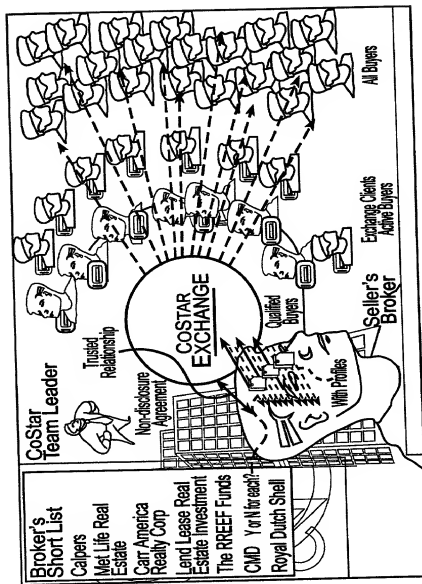 CoStar
Team Leader
Broker's
Short List
Calpers
Met Life Real
Estate
Carr America
Realty Corp
Lend Lease Real
Estate Investment
The RREEF Funds
CMD Y or N for each?
Royal Dutch Shell
Non-disclosure
Agreement
Trusted
Relationship
COSTAR
EXCHANGE
Qualified
Buyers
With Profiles
Seller's
Broker
Exchange Clients
Active Buyers
All Buyers